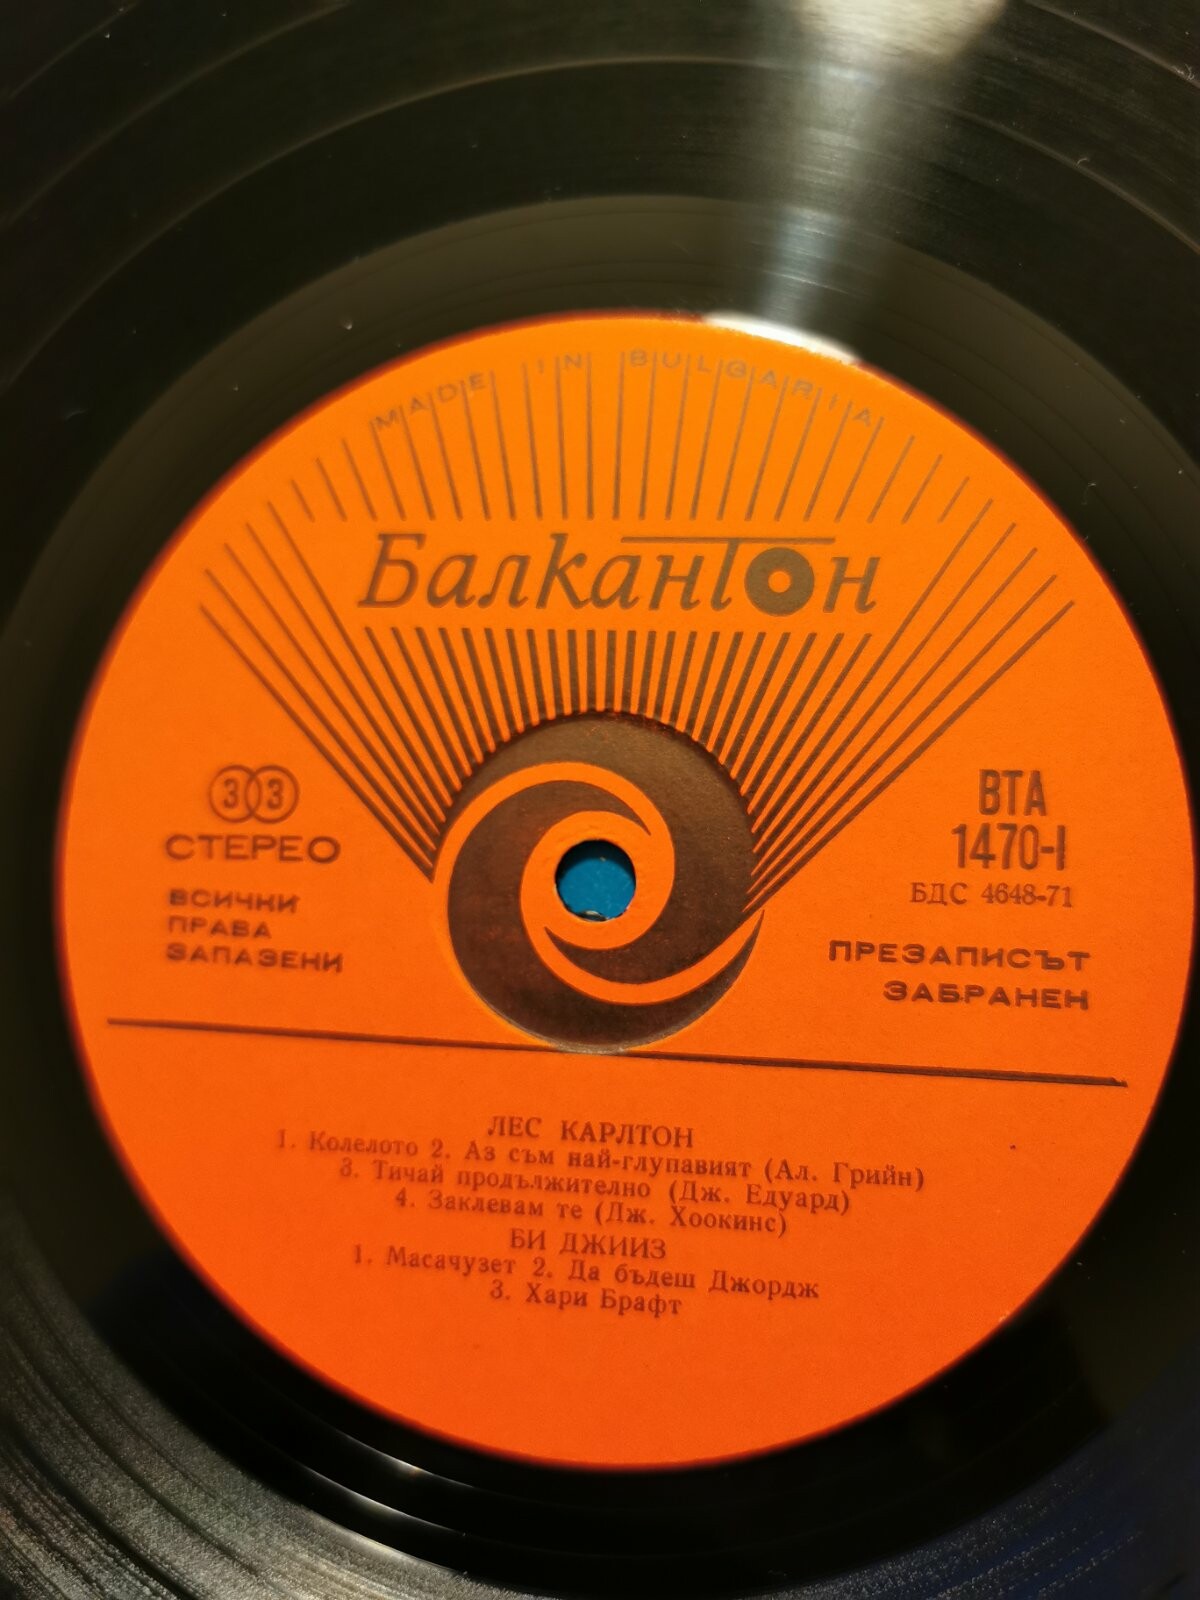 MADE IN BULGARIA
Балкантон
33
СТЕРЕО
ВСИЧКИ
ПРАВА
ЗАПАЗЕНИ
ВТА
1470-I
БДС 4648-71
ПРЕЗАПИСЪТ
ЗАБРАНЕН
ЛЕС КАРЛТОН
1. Колелото 2. Аз съм най-глупавият (Ал. Грийн)
3. Тичай продължително (Дж. Едуард)
4. Заклевам те (Дж. Хоокинс)
БИ ДЖИИЗ
1. Масачузет 2. Да бъдеш Джордж
3. Хари Брафт